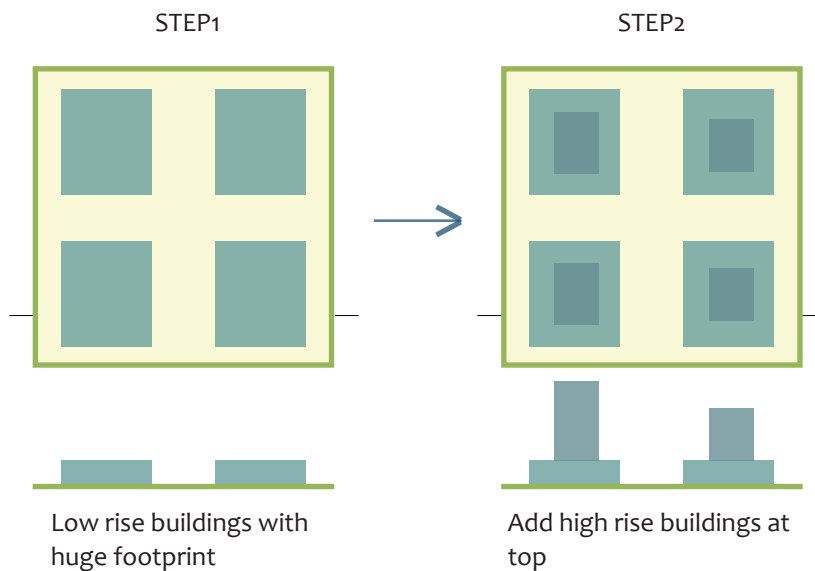 STEP1
STEP2
Low rise buildings with
huge footprint
Add high rise buildings at
top